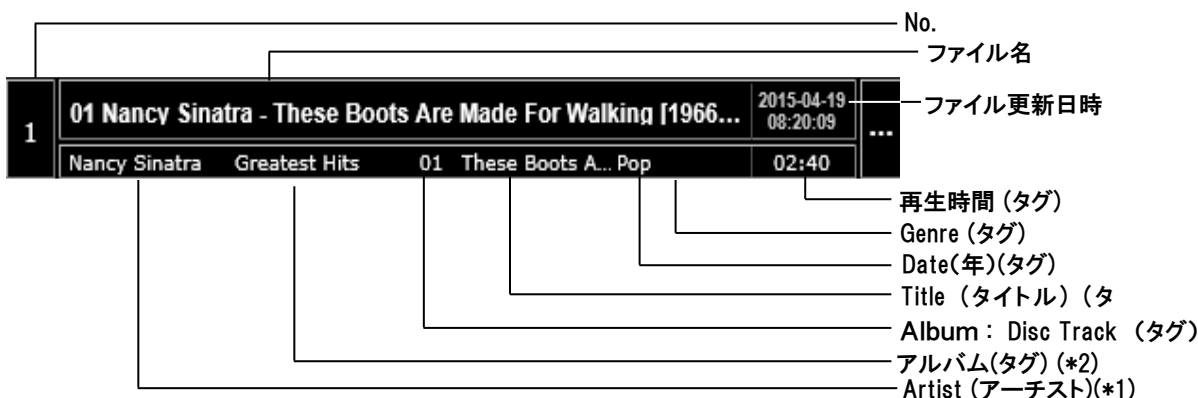 No.
ファイル名
1
01 Nancy Sinatra - These Boots Are Made For Walking [1966...
2015-04-19
08:20:09
ファイル更新日時
...
Nancy Sinatra Greatest Hits 01 These Boots A... Pop 02:40
再生時間 (タグ)
Genre (タグ)
Date(年)(タグ)
Title (タイトル) (タ
Album : Disc Track (タグ)
アルバム(タグ) (*2)
Artist (アーチスト)(*1)